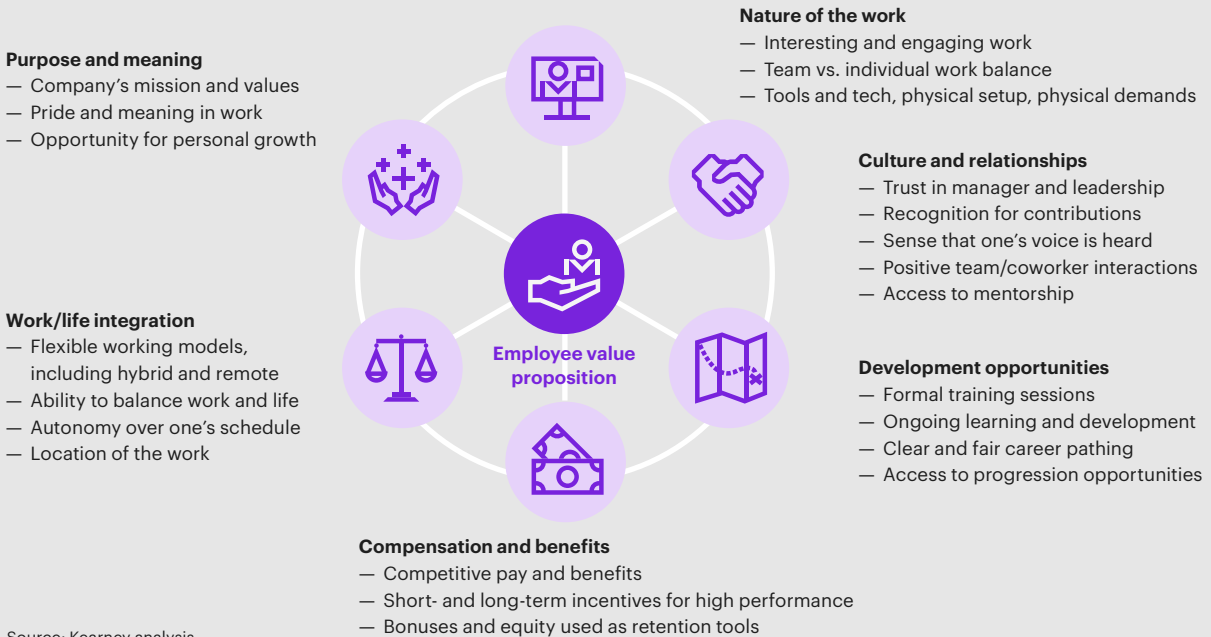 Nature of the work
— Interesting and engaging work
— Team vs. individual work balance
— Tools and tech, physical setup, physical demands
Purpose and meaning
— Company’s mission and values
— Pride and meaning in work
— Opportunity for personal growth
Culture and relationships
— Trust in manager and leadership
— Recognition for contributions
— Sense that one’s voice is heard
— Positive team/coworker interactions
— Access to mentorship
Work/life integration
— Flexible working models,
including hybrid and remote
— Ability to balance work and life
— Autonomy over one’s schedule
— Location of the work
Employee value
proposition
Development opportunities
— Formal training sessions
— Ongoing learning and development
— Clear and fair career pathing
— Access to progression opportunities
Compensation and benefits
— Competitive pay and benefits
— Short- and long-term incentives for high performance
— Bonuses and equity used as retention tools
Source: Kearney analysis